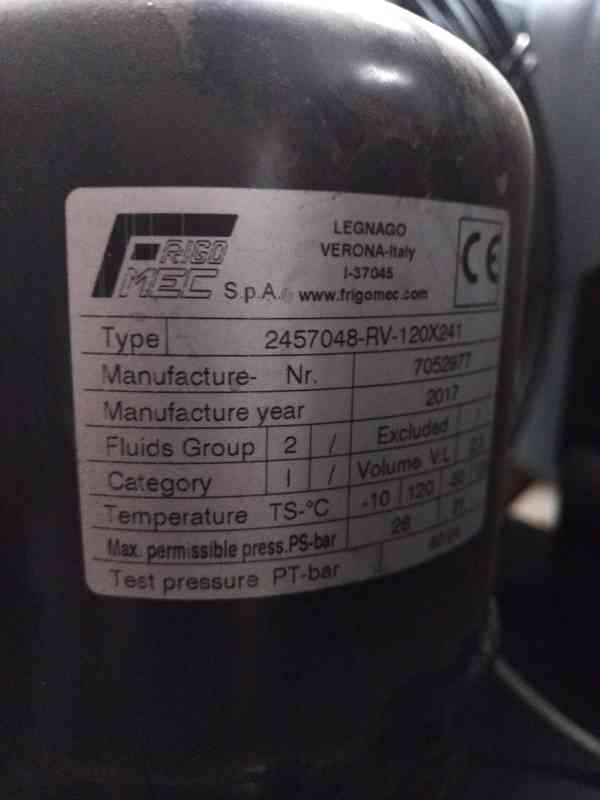 FRIGO
MEC S.p.A.
LEGNAGO
VERONA-Italy
I-37045
www.frigomec.com
CE
Type 2457048-RV-120X241
Manufacture- Nr. 7052977
Manufacture year 2017
Fluids Group 2 / Excluded /
Category I / Volume V:L
Temperature TS-°C -10 120
Max. permissible press.PS-bar 28
Test pressure PT-bar